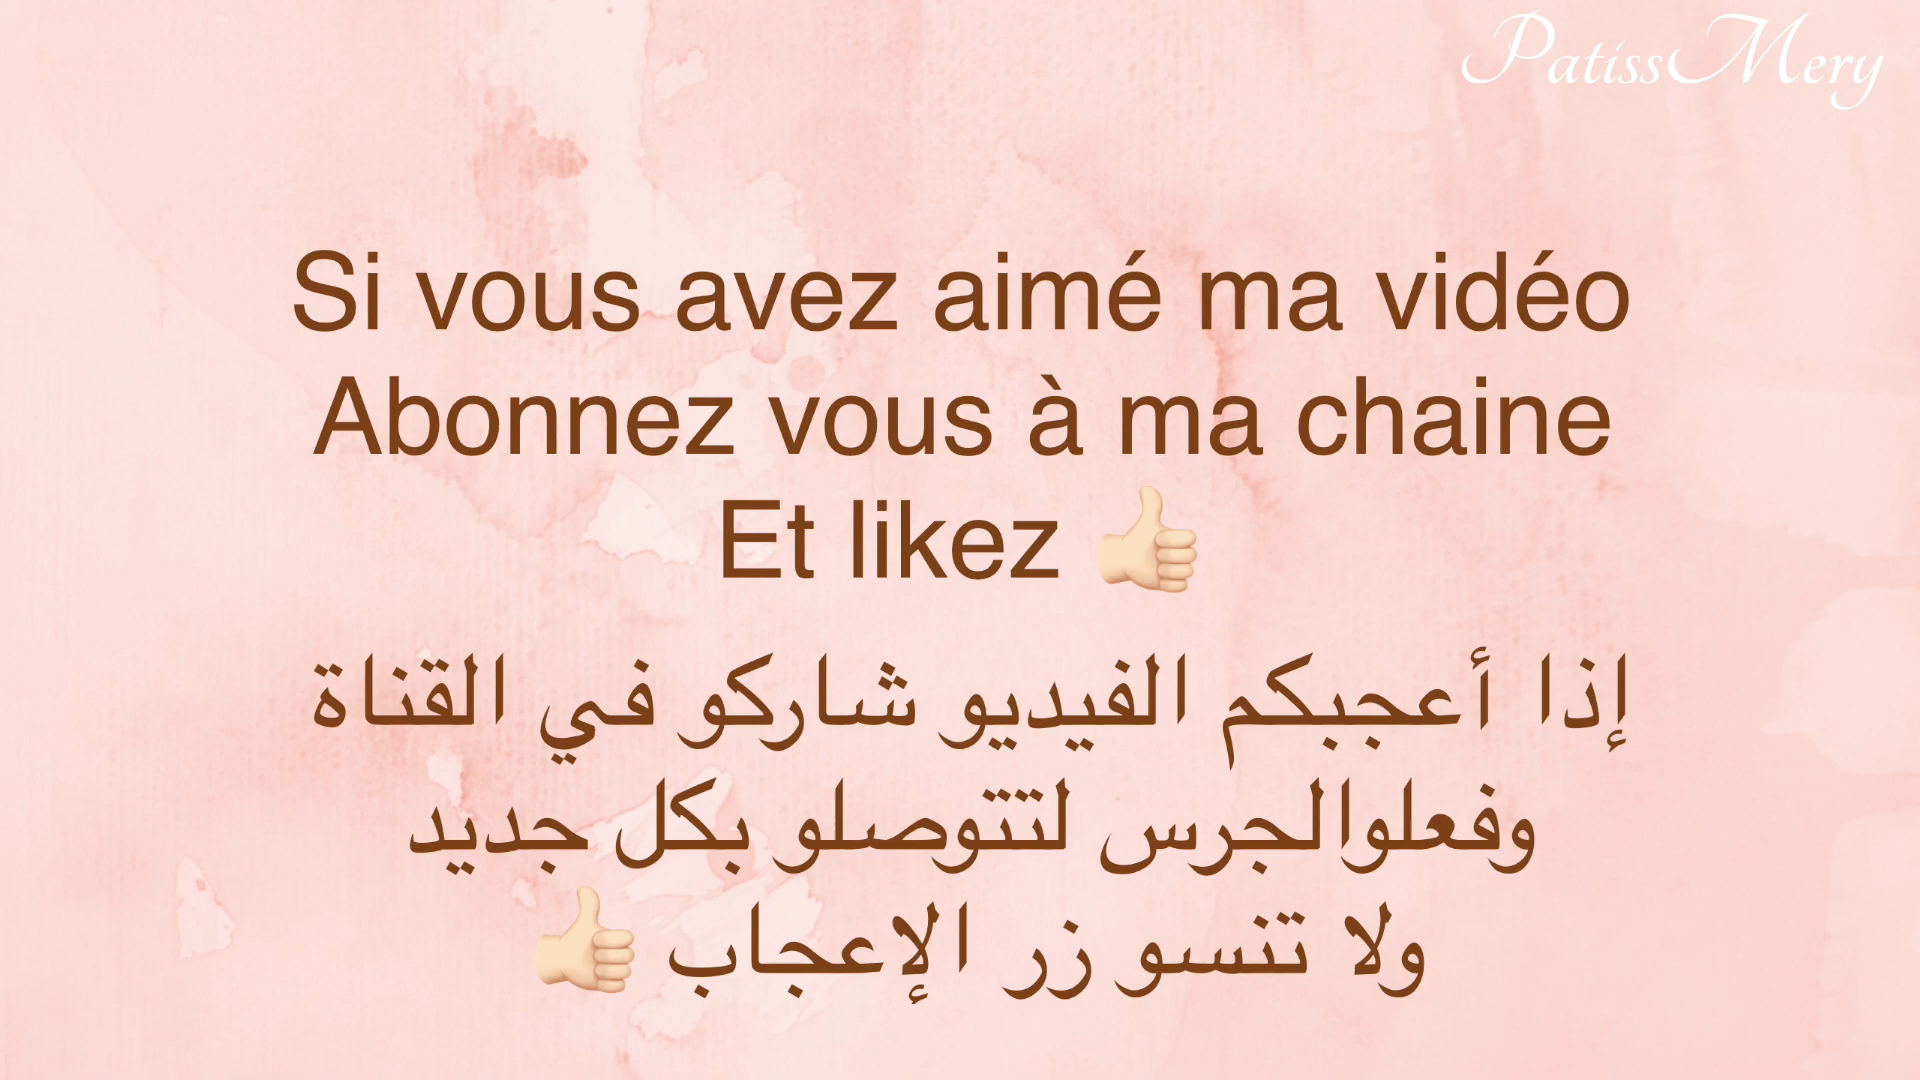 PatissMery
Si vous avez aimé ma vidéo
Abonnez vous à ma chaine
Et likez 👍🏻
إذا أعجبكم الفيديو شاركو في القناة
وفعلوالجرس لتتوصلو بكل جديد
ولا تنسو زر الإعجاب 👍🏻